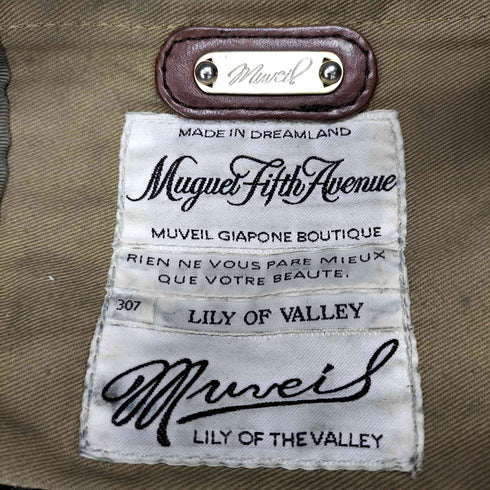 Muveil
MADE IN DREAMLAND
Muguet Fifth Avenue
MUVEIL GIAPONE BOUTIQUE
RIEN NE VOUS PARE MIEUX
QUE VOTRE BEAUTE.
307 LILY OF VALLEY
Muveil
LILY OF THE VALLEY